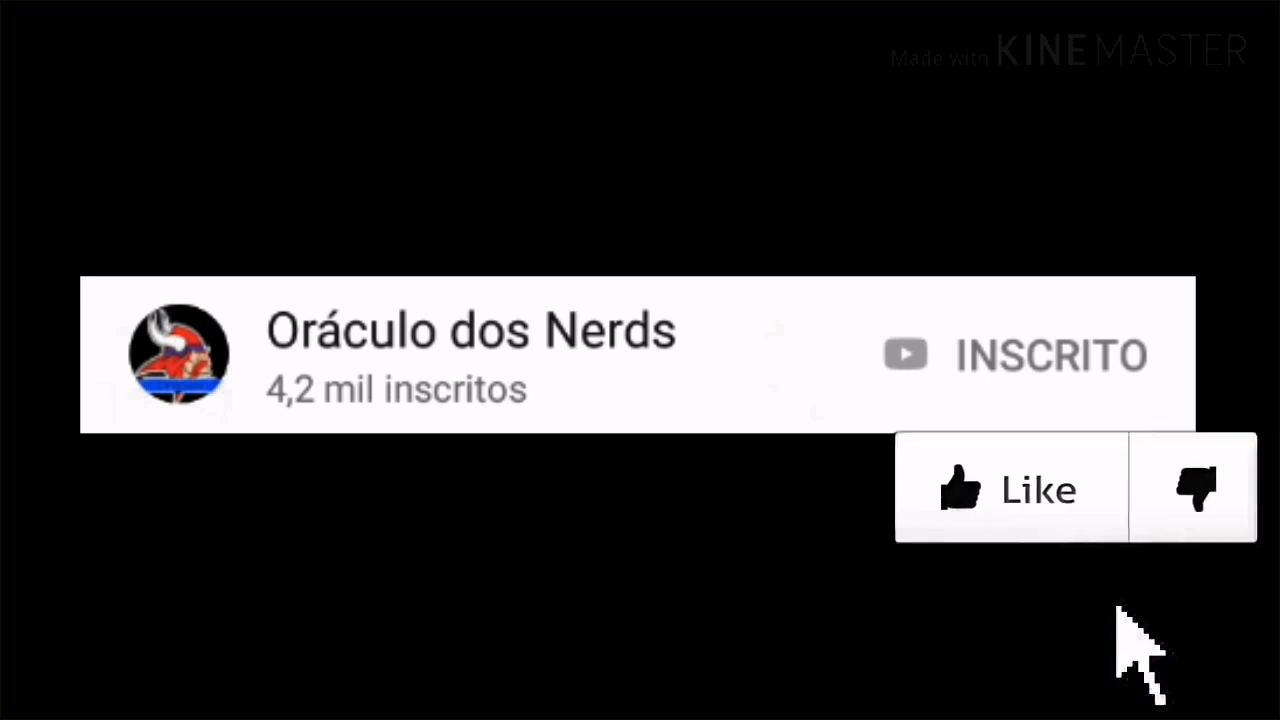 Made with KINEMASTER
Oráculo dos Nerds
4,2 mil inscritos
INSCRITO
Like